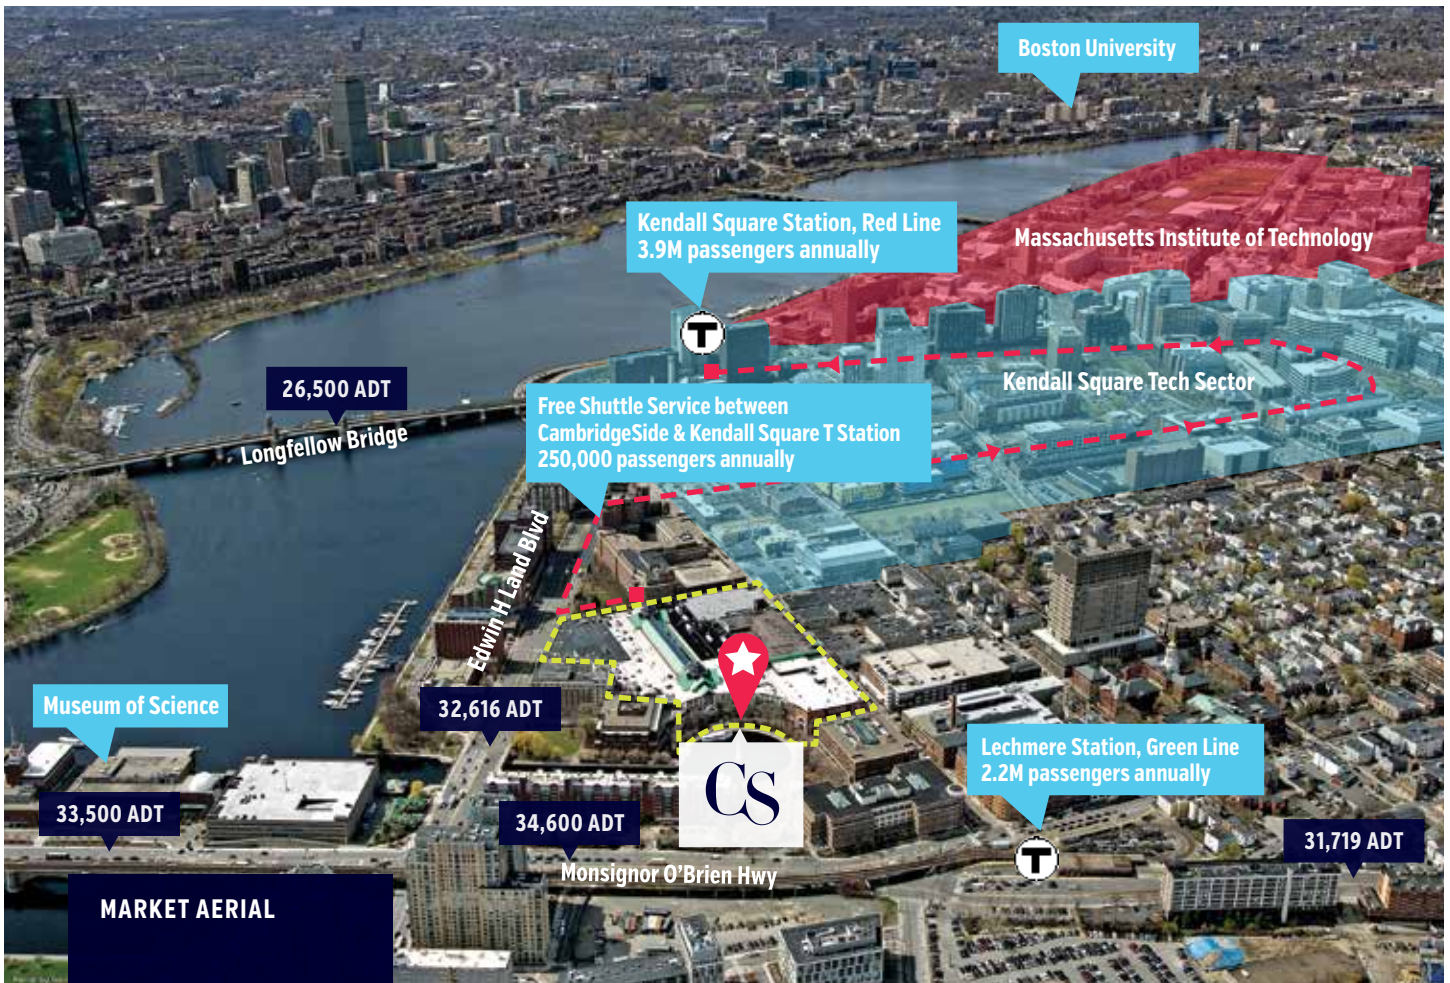 Boston University
Kendall Square Station, Red Line
3.9M passengers annually
Massachusetts Institute of Technology
T
Kendall Square Tech Sector
26,500 ADT
Longfellow Bridge
Free Shuttle Service between
CambridgeSide & Kendall Square T Station
250,000 passengers annually
Edwin H Land Blvd
Museum of Science
32,616 ADT
Lechmere Station, Green Line
2.2M passengers annually
CS
33,500 ADT
34,600 ADT
31,719 ADT
T
Monsignor O'Brien Hwy
MARKET AERIAL